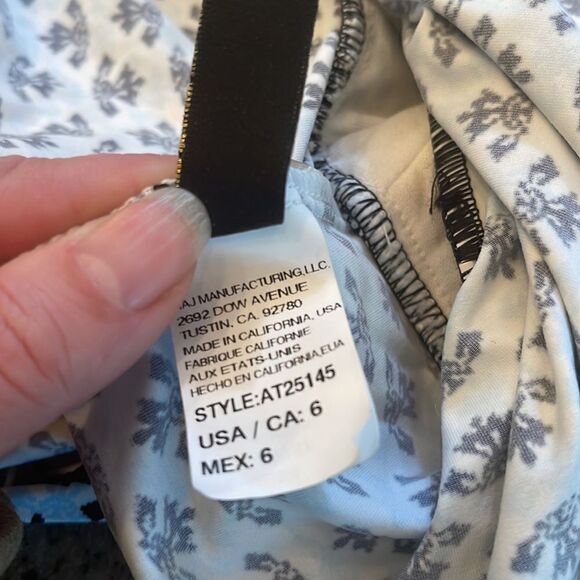 .AJ MANUFACTURING,LLC.
2692 DOW AVENUE
TUSTIN, CA. 92780
MADE IN CALIFORNIA, USA
FABRIQUE CALIFORNIE
AUX ETATS-UNIS
HECHO EN CALIFORNIA,EUA
STYLE:AT25145
USA / CA: 6
MEX: 6